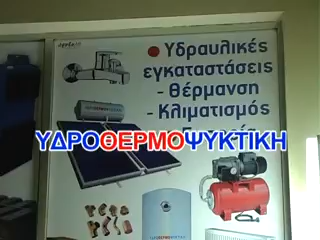 ● Υδραυλικές
εγκαταστάσεις
- Θέρμανση
- Κλιματισμός
ΥΔΡΟΘΕΡΜΟΨΥΚΤΙΚΗ